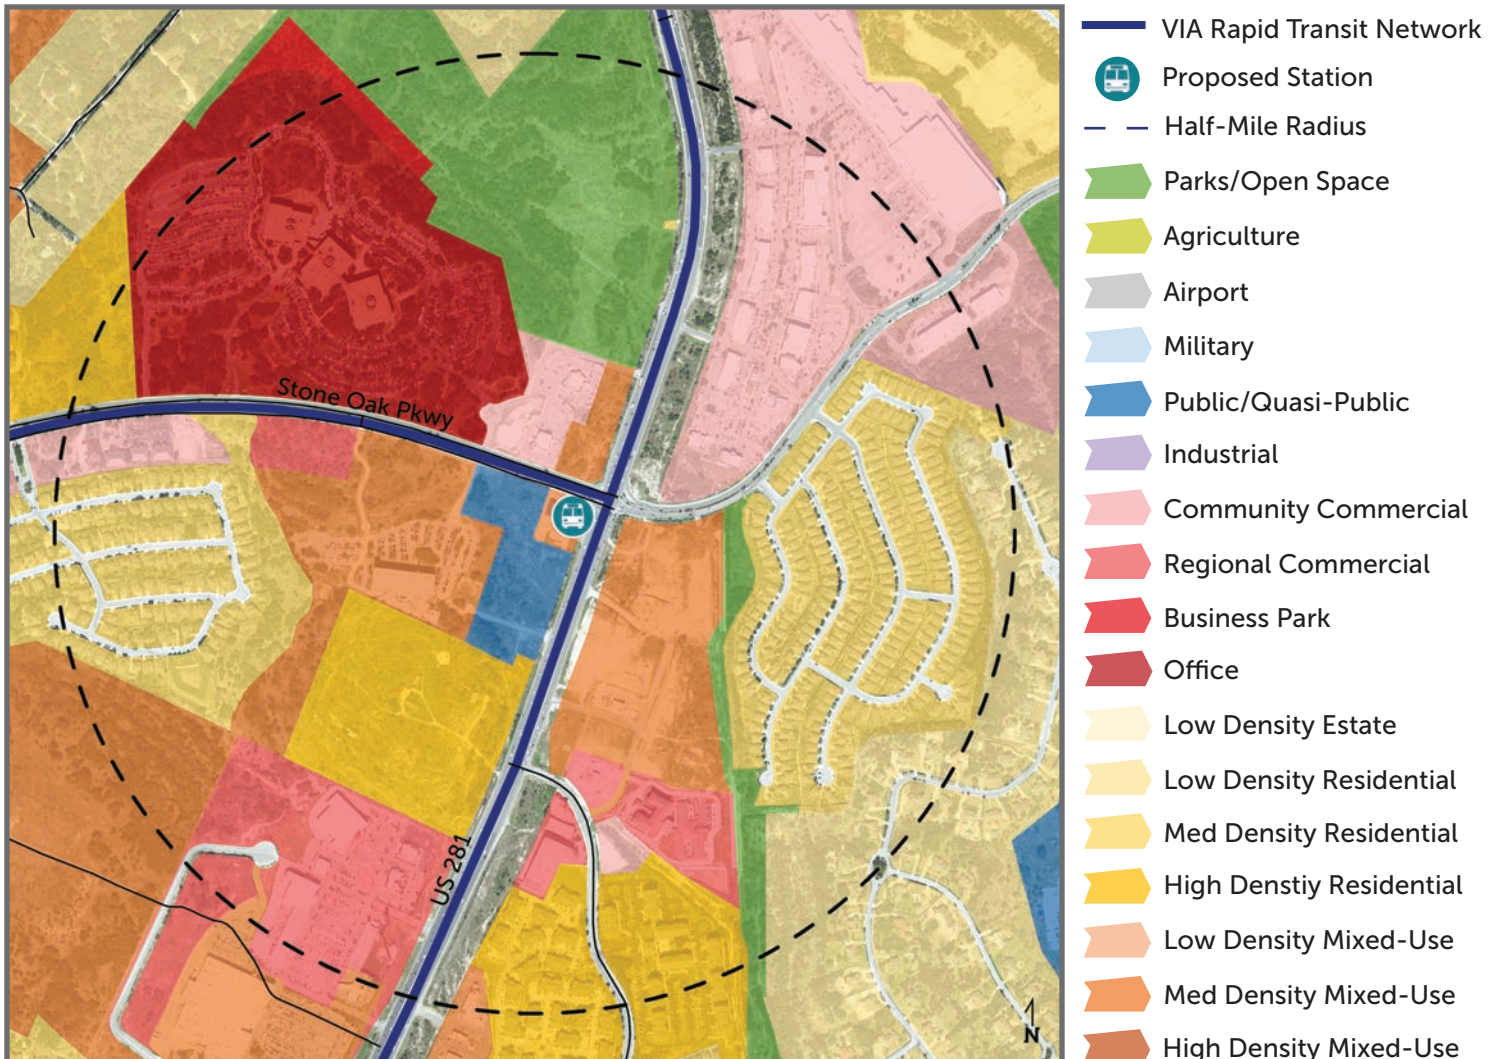 Stone Oak Pkwy
US 281
N
VIA Rapid Transit Network
Proposed Station
Half-Mile Radius
Parks/Open Space
Agriculture
Airport
Military
Public/Quasi-Public
Industrial
Community Commercial
Regional Commercial
Business Park
Office
Low Density Estate
Low Density Residential
Med Density Residential
High Denstiy Residential
Low Density Mixed-Use
Med Density Mixed-Use
High Density Mixed-Use